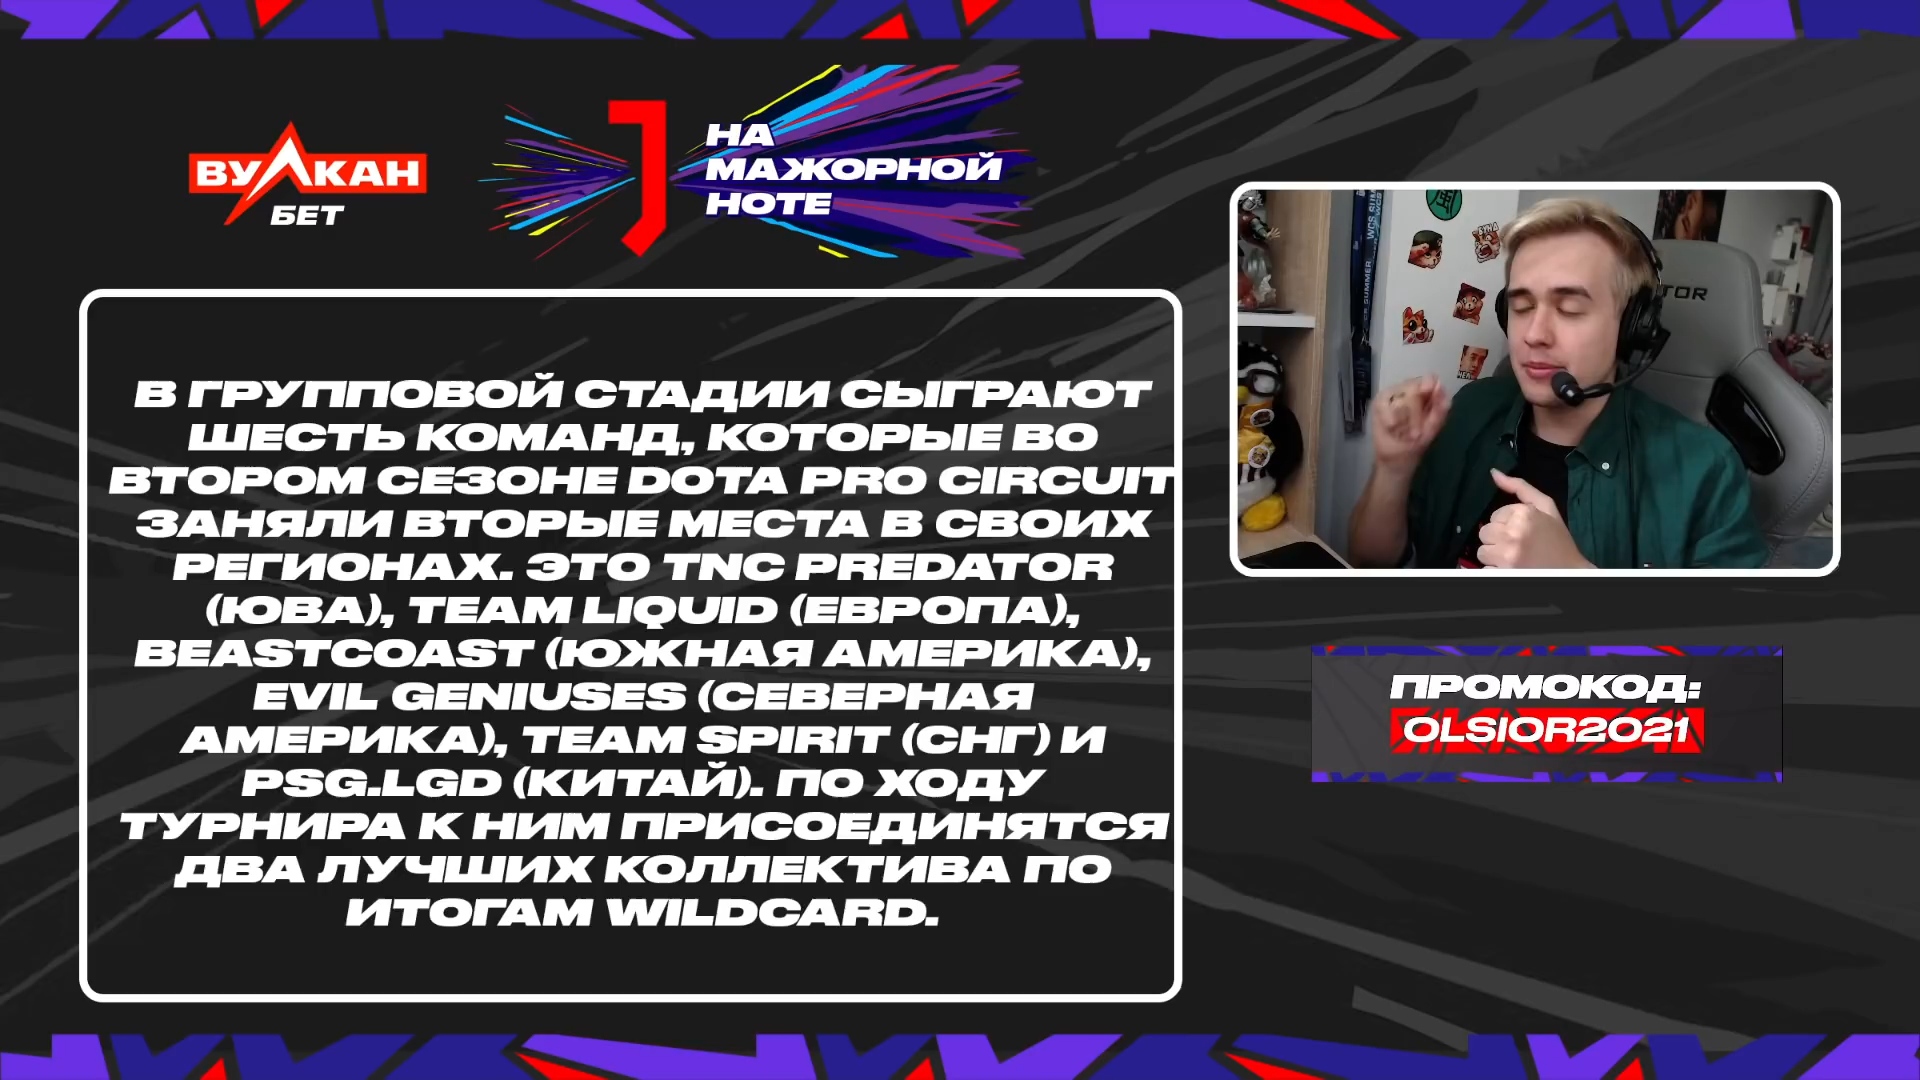 ВУЛКАН
БЕТ
НА
МАЖОРНОЙ
НОТЕ
В ГРУППОВОЙ СТАДИИ СЫГРАЮТ
ШЕСТЬ КОМАНД, КОТОРЫЕ ВО
ВТОРОМ СЕЗОНЕ DOTA PRO CIRCUIT
ЗАНЯЛИ ВТОРЫЕ МЕСТА В СВОИХ
РЕГИОНАХ. ЭТО TNC PREDATOR
(ЮВА), TEAM LIQUID (ЕВРОПА),
BEASTCOAST (ЮЖНАЯ АМЕРИКА),
EVIL GENIUSES (СЕВЕРНАЯ
АМЕРИКА), TEAM SPIRIT (СНГ) И
PSG.LGD (КИТАЙ). ПО ХОДУ
ТУРНИРА К НИМ ПРИСОЕДИНЯТСЯ
ДВА ЛУЧШИХ КОЛЛЕКТИВА ПО
ИТОГАМ WILDCARD.
ПРОМОКОД:
OLSIOR2021